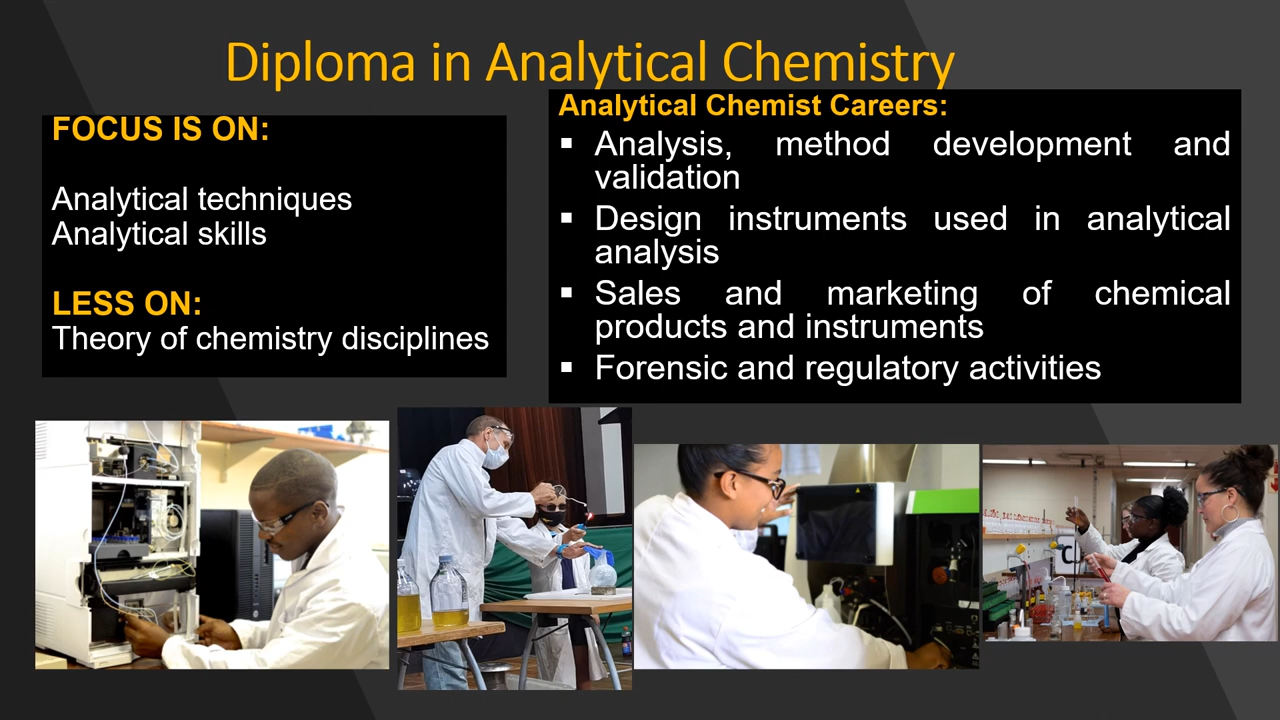 Diploma in Analytical Chemistry
FOCUS IS ON:
Analytical techniques
Analytical skills
LESS ON:
Theory of chemistry disciplines
Analytical Chemist Careers:
▪ Analysis, method development and
validation
▪ Design instruments used in analytical
analysis
▪ Sales and marketing of chemical
products and instruments
▪ Forensic and regulatory activities